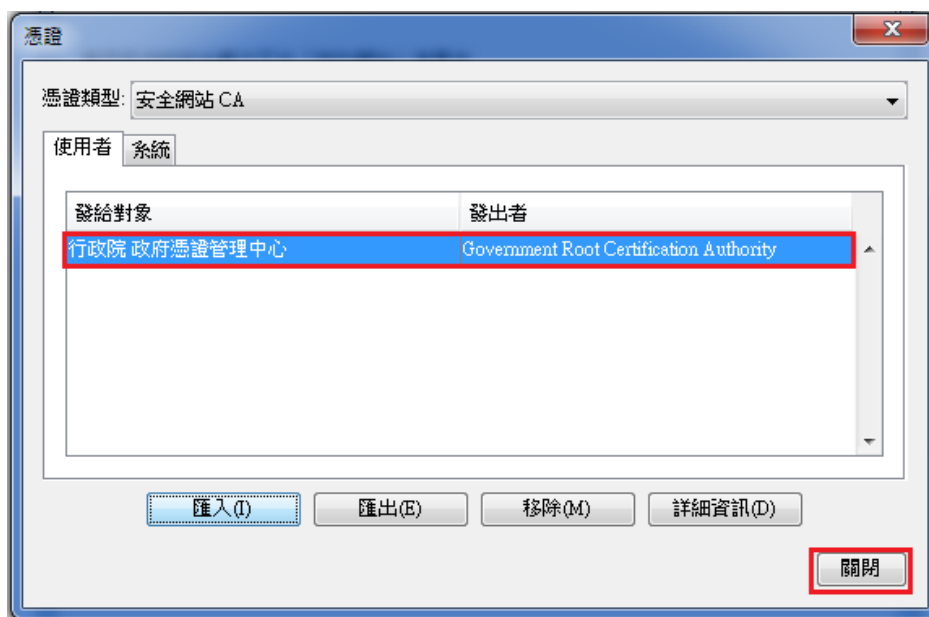 憑證
憑證類型: 安全網站 CA
使用者 系統
發給對象 發出者
行政院 政府憑證管理中心 Government Root Certification Authority
匯入(I) 匯出(E) 移除(M) 詳細資訊(D)
關閉